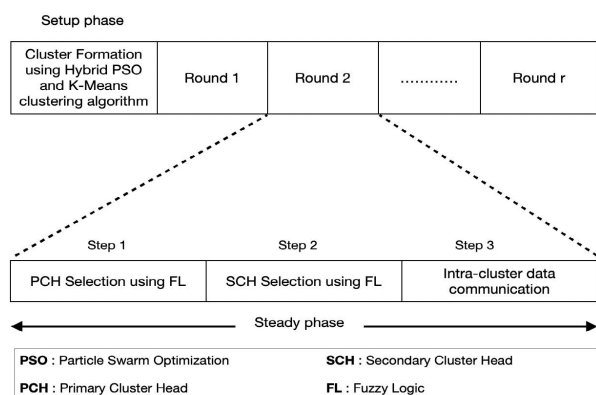 Setup phase
Cluster Formation
using Hybrid PSO
and K-Means
clustering algorithm
Round 1
Round 2
............
Round r
Step 1
Step 2
Step 3
PCH Selection using FL
SCH Selection using FL
Intra-cluster data
communication
Steady phase
PSO : Particle Swarm Optimization
SCH : Secondary Cluster Head
PCH : Primary Cluster Head
FL : Fuzzy Logic